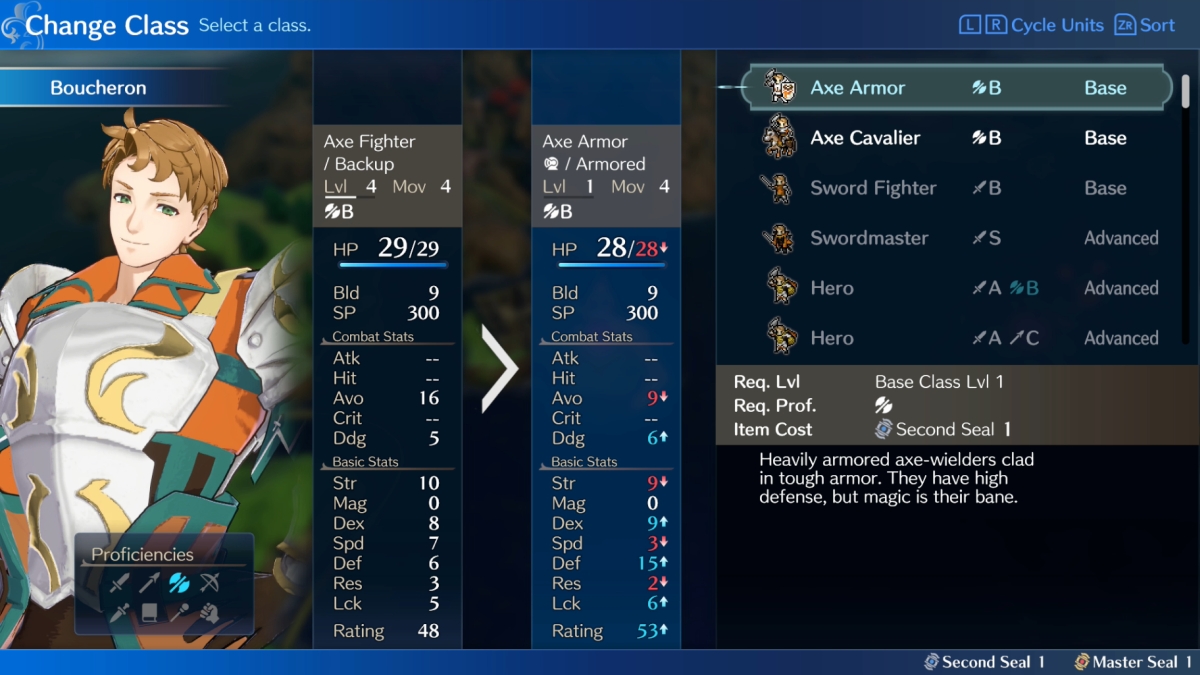 Change Class Select a class.
L R Cycle Units ZR Sort
Boucheron
Proficiencies
Axe Fighter
/ Backup
Lvl 4 Mov 4
B
HP 29/29
Bld 9
SP 300
Combat Stats
Atk --
Hit --
Avo 16
Crit --
Ddg 5
Basic Stats
Str 10
Mag 0
Dex 8
Spd 7
Def 6
Res 3
Lck 5
Rating 48
Axe Armor
/ Armored
Lvl 1 Mov 4
B
HP 28/28
Bld 9
SP 300
Combat Stats
Atk --
Hit --
Avo 9
Crit --
Ddg 6
Basic Stats
Str 9
Mag 0
Dex 9
Spd 3
Def 15
Res 2
Lck 6
Rating 53
Axe Armor B Base
Axe Cavalier B Base
Sword Fighter B Base
Swordmaster S Advanced
Hero A B Advanced
Hero A C Advanced
Req. Lvl Base Class Lvl 1
Req. Prof.
Item Cost Second Seal 1
Heavily armored axe-wielders clad
in tough armor. They have high
defense, but magic is their bane.
Second Seal 1 Master Seal 1